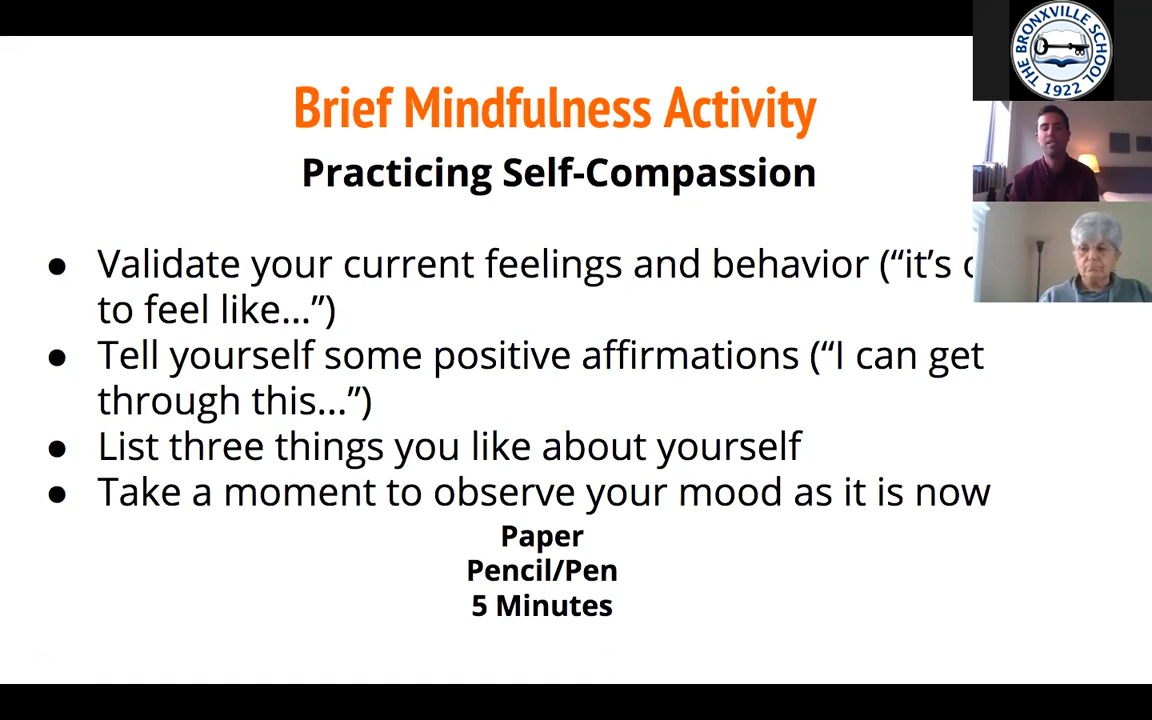 THE BRONXVILLE SCHOOL
1922
Brief Mindfulness Activity
Practicing Self-Compassion
● Validate your current feelings and behavior (“it’s
to feel like...”)
● Tell yourself some positive affirmations (“I can get
through this...”)
● List three things you like about yourself
● Take a moment to observe your mood as it is now
Paper
Pencil/Pen
5 Minutes